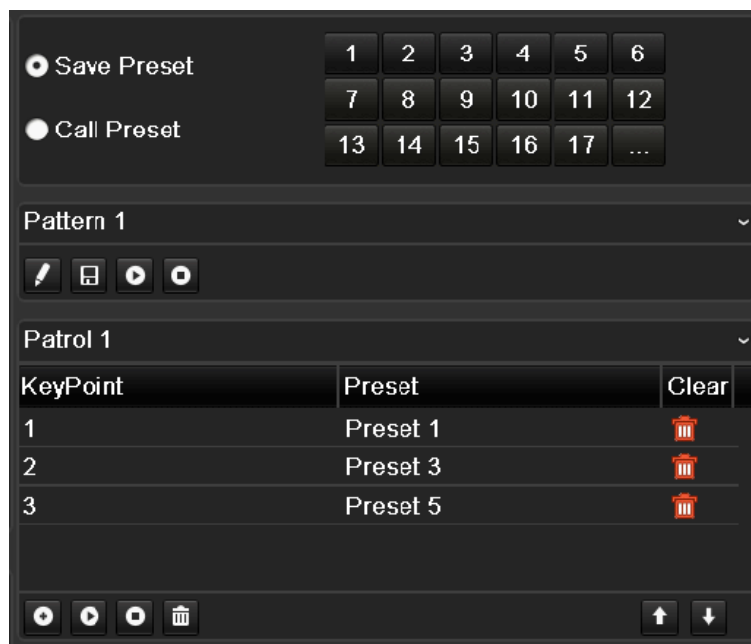 Save Preset
Call Preset
1 2 3 4 5 6
7 8 9 10 11 12
13 14 15 16 17 ...
Pattern 1
Patrol 1
KeyPoint Preset Clear
1 Preset 1
2 Preset 3
3 Preset 5